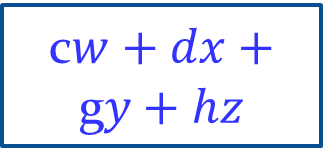 cw + dx +
gy + hz